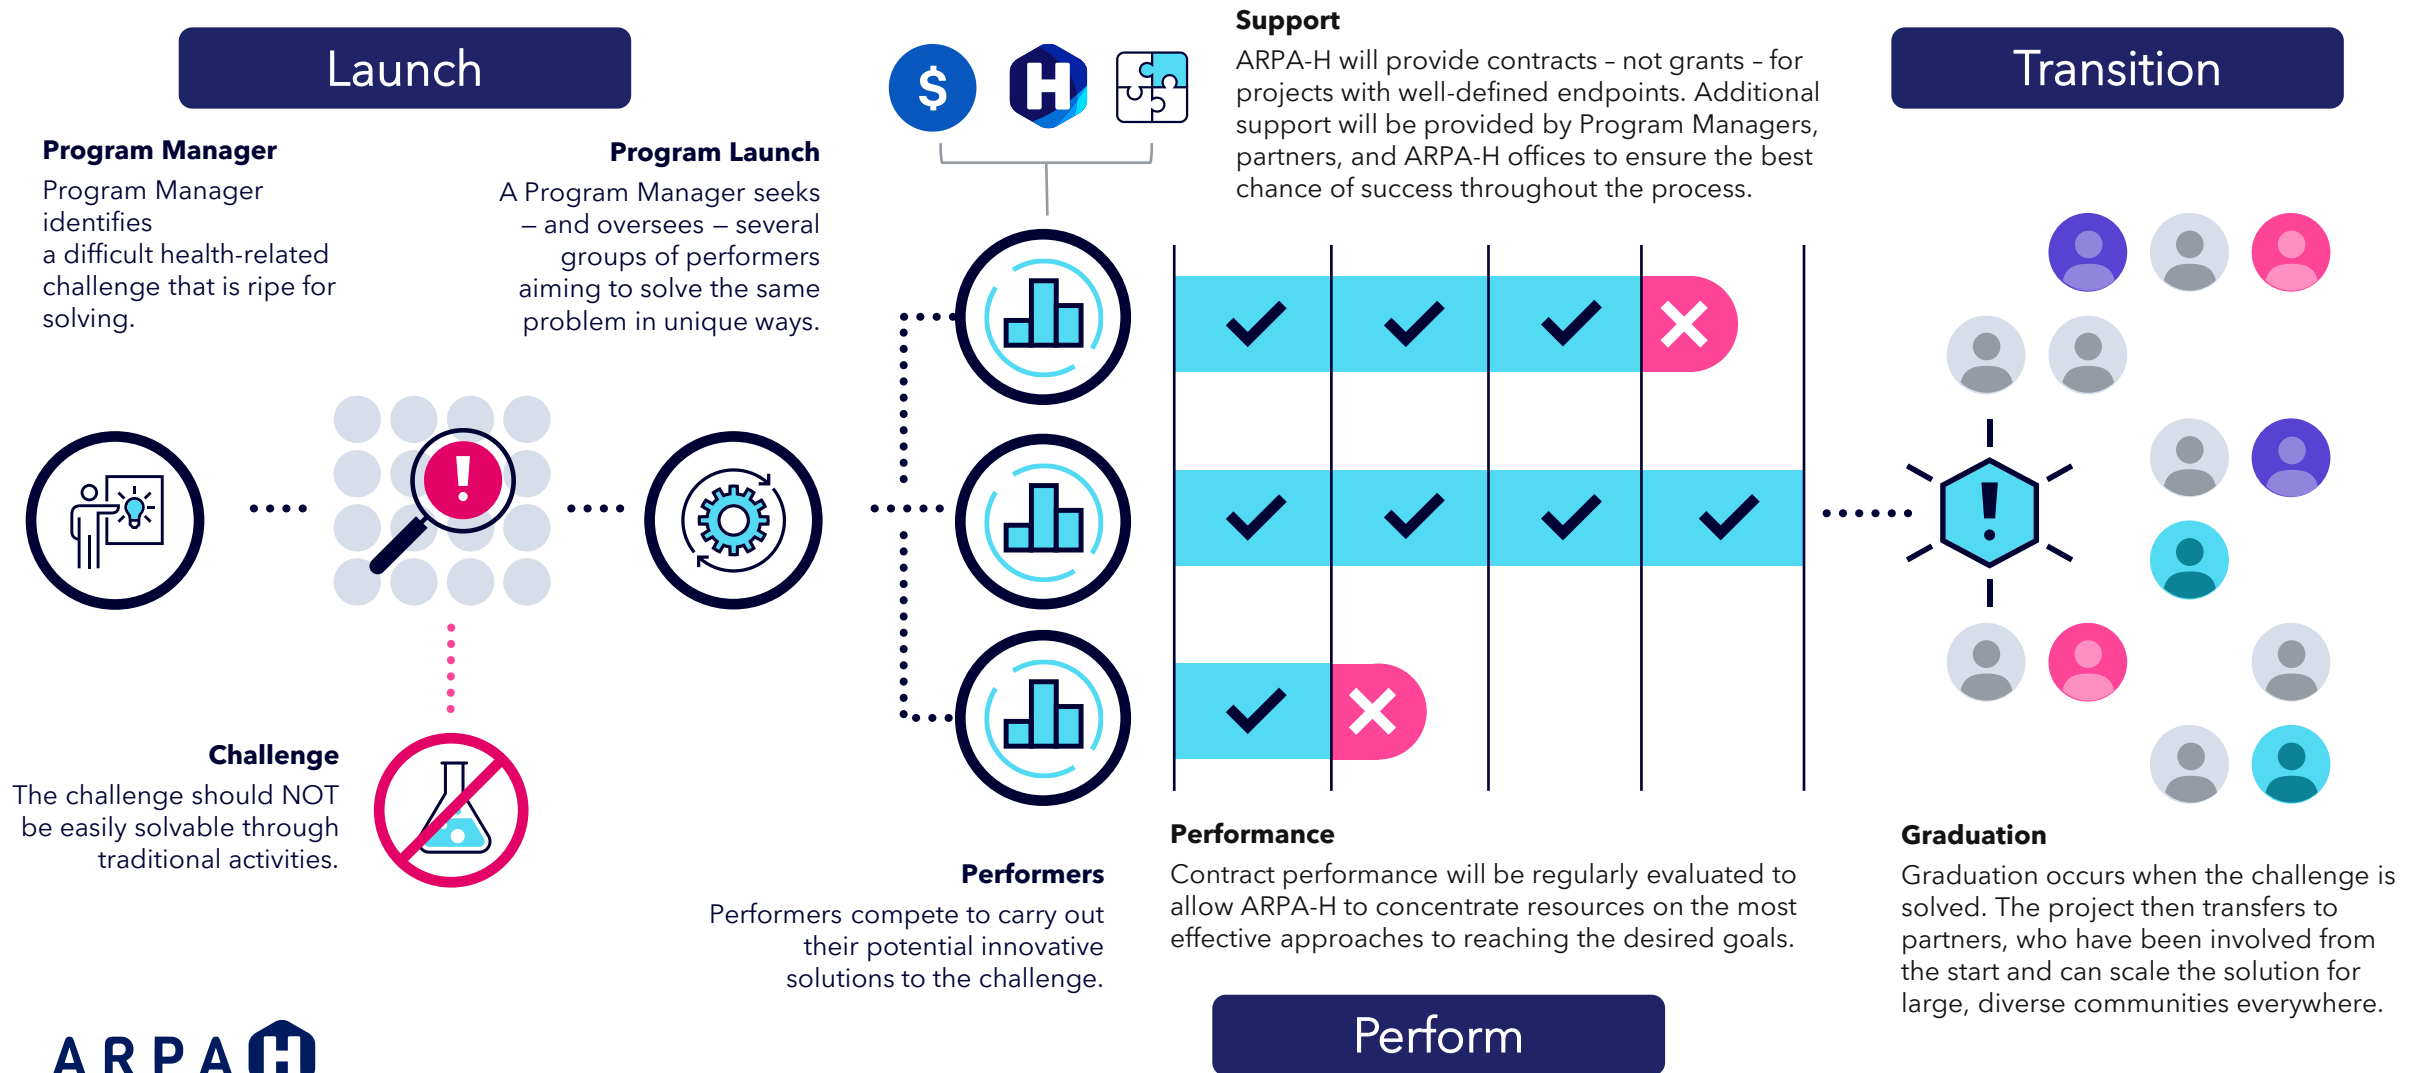 Launch
Program Manager
Program Manager
identifies
a difficult health-related
challenge that is ripe for
solving.
Program Launch
A Program Manager seeks
– and oversees – several
groups of performers
aiming to solve the same
problem in unique ways.
Challenge
The challenge should NOT
be easily solvable through
traditional activities.
$
H
Support
ARPA-H will provide contracts – not grants – for
projects with well-defined endpoints. Additional
support will be provided by Program Managers,
partners, and ARPA-H offices to ensure the best
chance of success throughout the process.
Performers
Performers compete to carry out
their potential innovative
solutions to the challenge.
Performance
Contract performance will be regularly evaluated to
allow ARPA-H to concentrate resources on the most
effective approaches to reaching the desired goals.
Perform
Transition
Graduation
Graduation occurs when the challenge is
solved. The project then transfers to
partners, who have been involved from
the start and can scale the solution for
large, diverse communities everywhere.
ARPA H